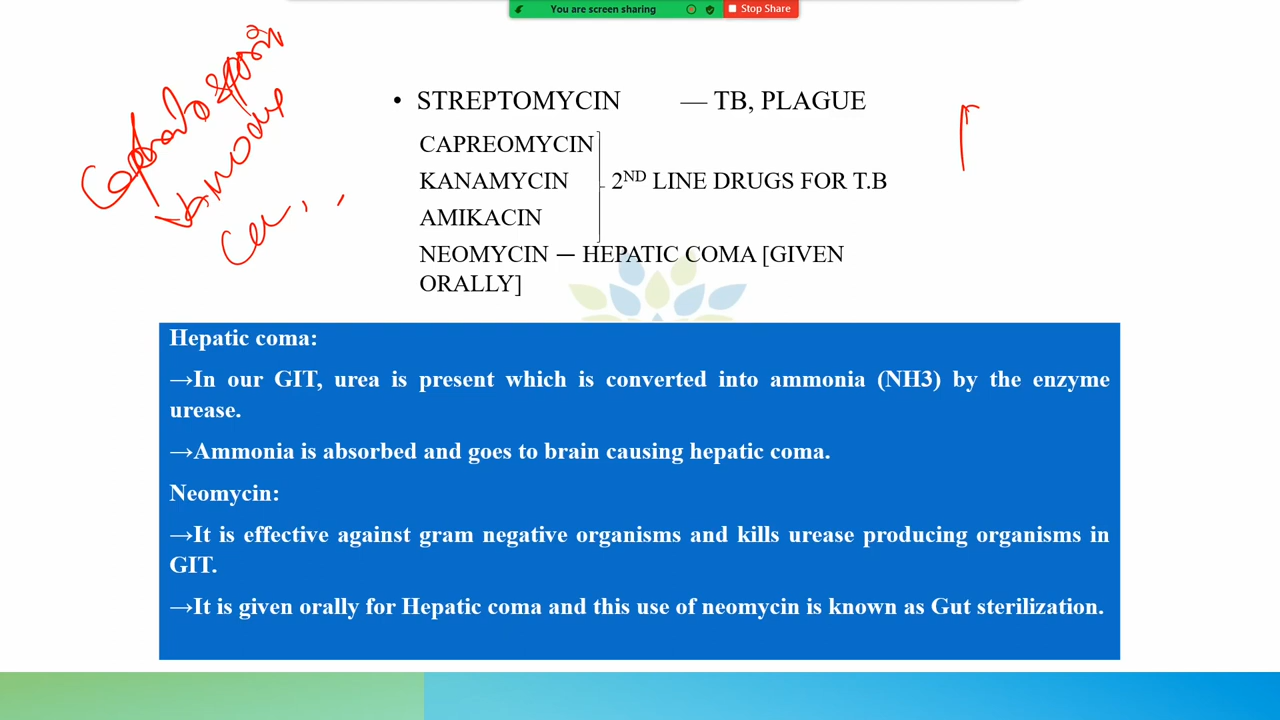 You are screen sharing Stop Share
• STREPTOMYCIN — TB, PLAGUE
CAPREOMYCIN
KANAMYCIN 2ND LINE DRUGS FOR T.B
AMIKACIN
NEOMYCIN — HEPATIC COMA [GIVEN
ORALLY]
Hepatic coma:
→In our GIT, urea is present which is converted into ammonia (NH3) by the enzyme
urease.
→Ammonia is absorbed and goes to brain causing hepatic coma.
Neomycin:
→It is effective against gram negative organisms and kills urease producing organisms in
GIT.
→It is given orally for Hepatic coma and this use of neomycin is known as Gut sterilization.